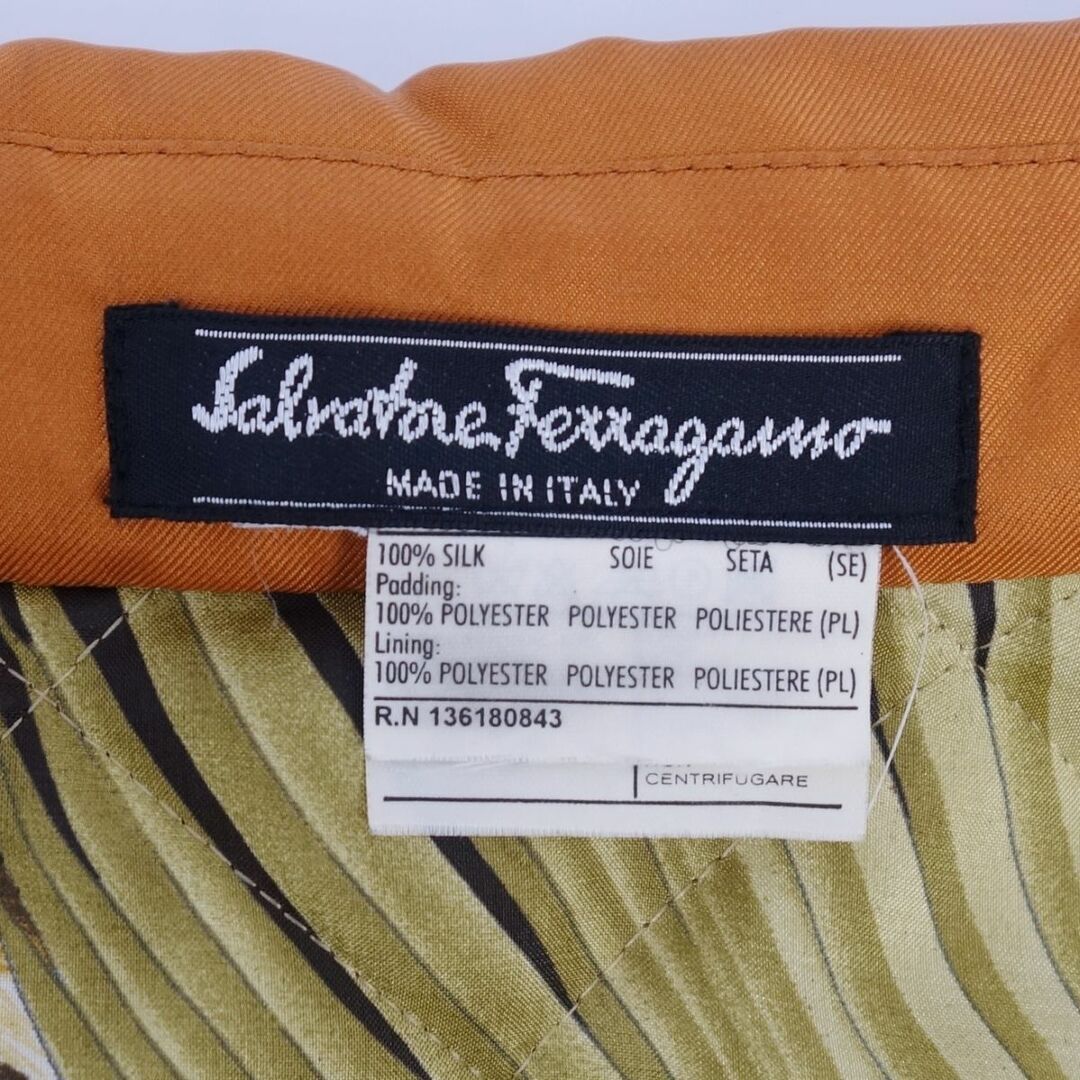 Salvatore Ferragamo
MADE IN ITALY
100% SILK SOIE SETA (SE)
Padding:
100% POLYESTER POLYESTER POLIESTERE (PL)
Lining:
100% POLYESTER POLYESTER POLIESTERE (PL)
R.N 136180843
CENTRIFUGARE